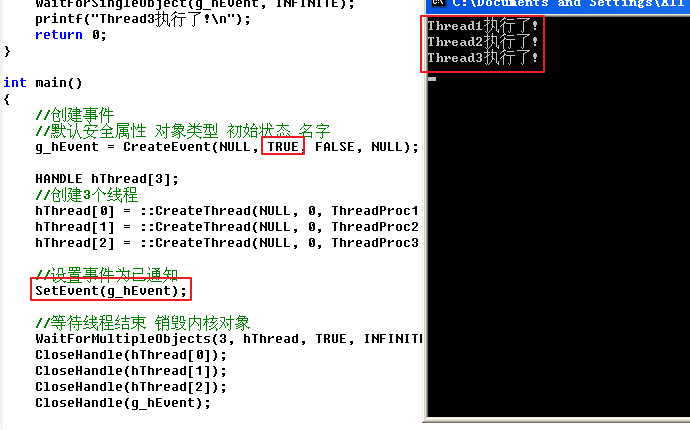 WaitForSingleObject(g_hEvent, INFINITE);
printf("Thread3执行了!\n");
return 0;
}
int main()
{
//创建事件
//默认安全属性 对象类型 初始状态 名字
g_hEvent = CreateEvent(NULL, TRUE, FALSE, NULL);
HANDLE hThread[3];
//创建3个线程
hThread[0] = ::CreateThread(NULL, 0, ThreadProc1
hThread[1] = ::CreateThread(NULL, 0, ThreadProc2
hThread[2] = ::CreateThread(NULL, 0, ThreadProc3
//设置事件为已通知
SetEvent(g_hEvent);
//等待线程结束 销毁内核对象
WaitForMultipleObjects(3, hThread, TRUE, INFINIT
CloseHandle(hThread[0]);
CloseHandle(hThread[1]);
CloseHandle(hThread[2]);
CloseHandle(g_hEvent);
C:\Documents and Settings\All
Thread1执行了!
Thread2执行了!
Thread3执行了!